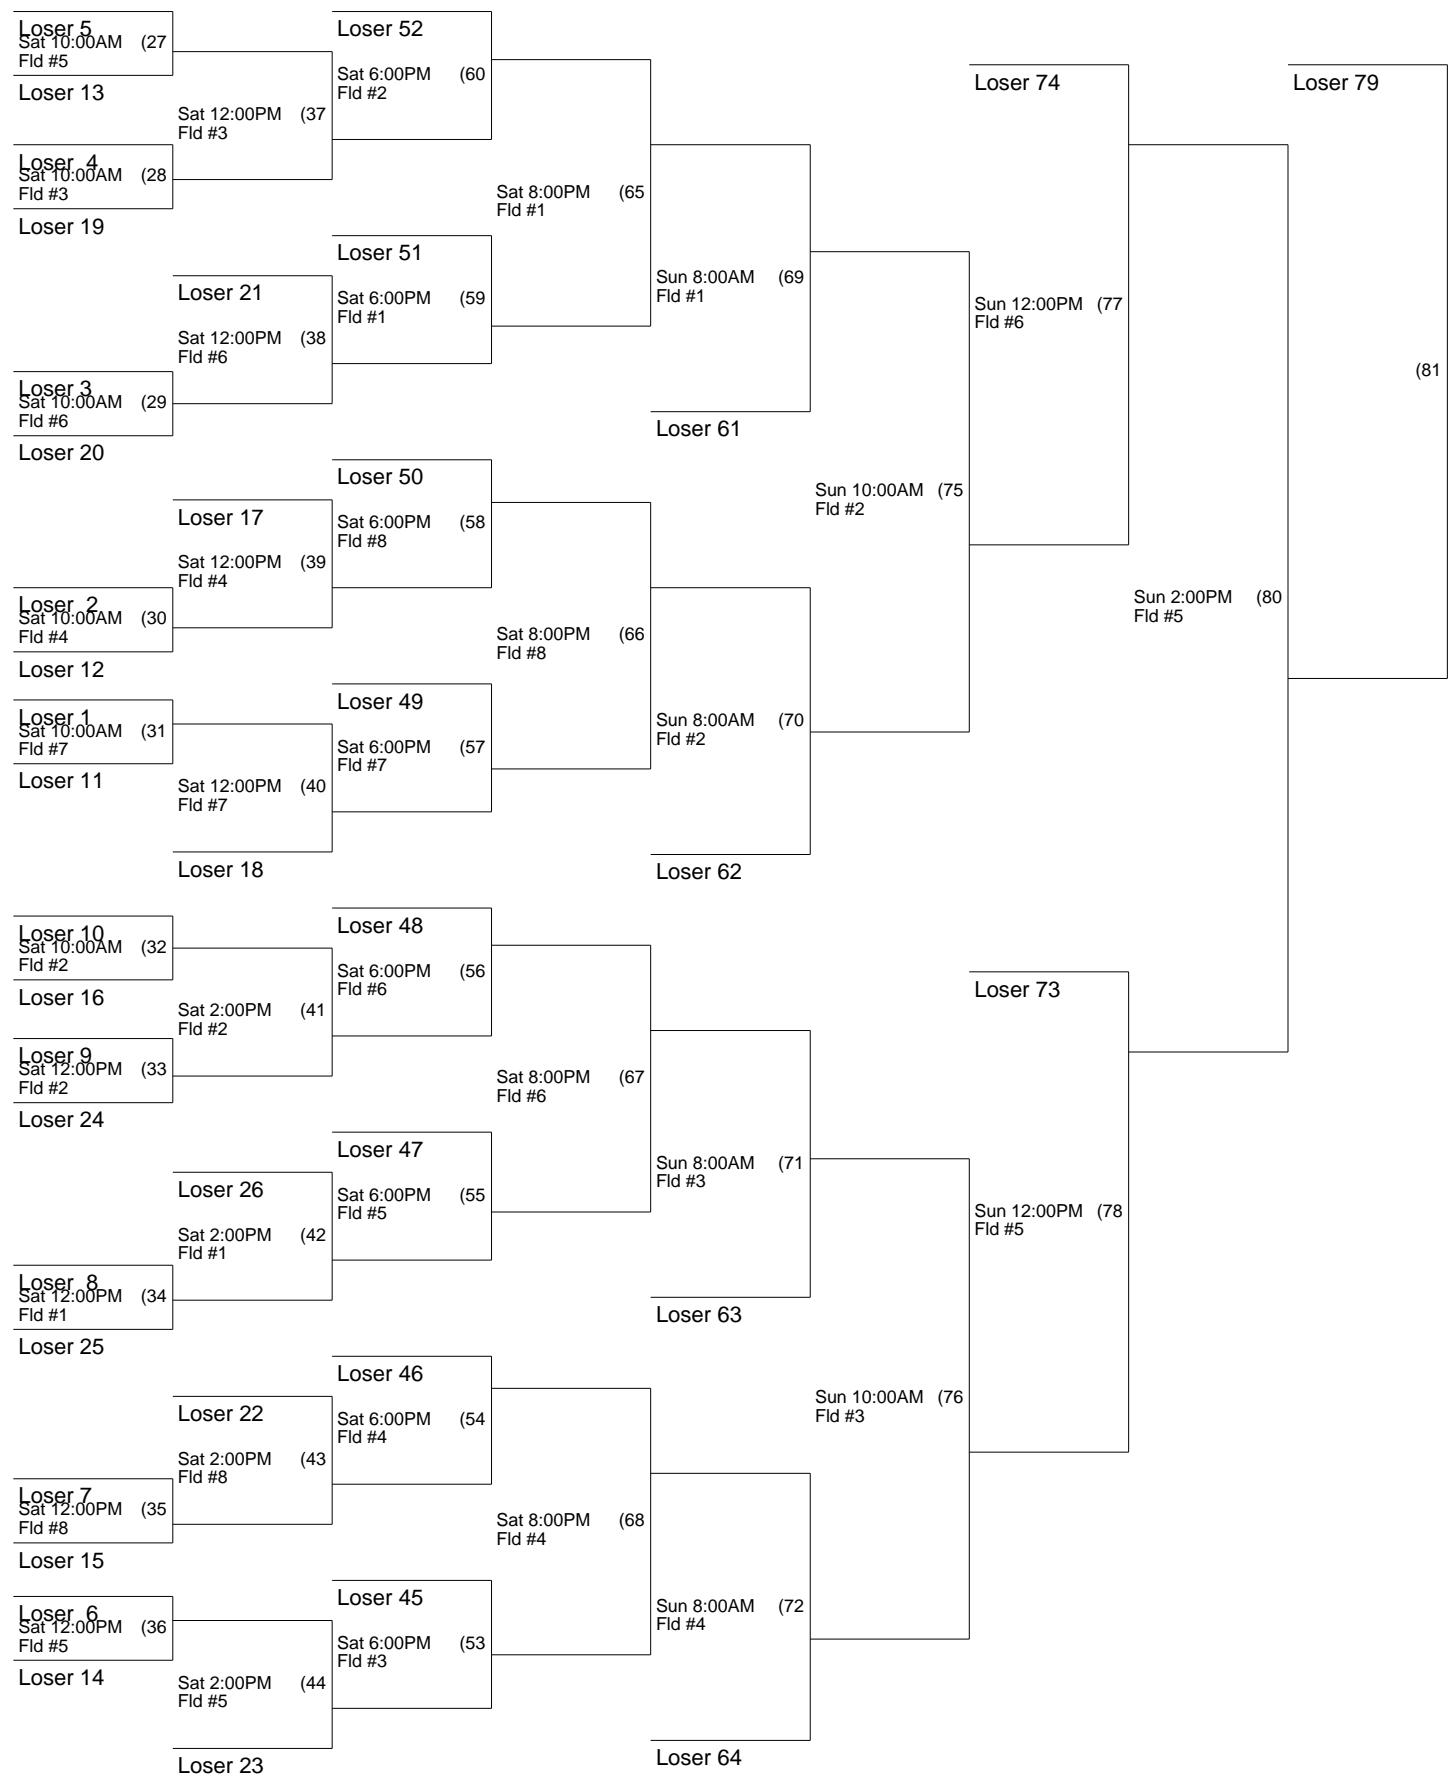 Loser 5
Sat 10:00AM (27
Fld #5
Loser 13
Loser 4
Sat 10:00AM (28
Fld #3
Loser 19
Loser 3
Sat 10:00AM (29
Fld #6
Loser 20
Loser 2
Sat 10:00AM (30
Fld #4
Loser 12
Loser 1
Sat 10:00AM (31
Fld #7
Loser 11
Loser 10
Sat 10:00AM (32
Fld #2
Loser 16
Loser 9
Sat 12:00PM (33
Fld #2
Loser 24
Loser 8
Sat 12:00PM (34
Fld #1
Loser 25
Loser 7
Sat 12:00PM (35
Fld #8
Loser 15
Loser 6
Sat 12:00PM (36
Fld #5
Loser 14
Sat 12:00PM (37
Fld #3
Loser 21
Sat 12:00PM (38
Fld #6
Loser 17
Sat 12:00PM (39
Fld #4
Sat 12:00PM (40
Fld #7
Loser 18
Sat 2:00PM (41
Fld #2
Loser 26
Sat 2:00PM (42
Fld #1
Loser 22
Sat 2:00PM (43
Fld #8
Sat 2:00PM (44
Fld #5
Loser 23
Loser 52
Sat 6:00PM (60
Fld #2
Loser 51
Sat 6:00PM (59
Fld #1
Loser 50
Sat 6:00PM (58
Fld #8
Loser 49
Sat 6:00PM (57
Fld #7
Loser 48
Sat 6:00PM (56
Fld #6
Loser 47
Sat 6:00PM (55
Fld #5
Loser 46
Sat 6:00PM (54
Fld #4
Loser 45
Sat 6:00PM (53
Fld #3
Sat 8:00PM (65
Fld #1
Sat 8:00PM (66
Fld #8
Sat 8:00PM (67
Fld #6
Sat 8:00PM (68
Fld #4
Sun 8:00AM (69
Fld #1
Loser 61
Sun 8:00AM (70
Fld #2
Loser 62
Sun 8:00AM (71
Fld #3
Loser 63
Sun 8:00AM (72
Fld #4
Loser 64
Sun 10:00AM (75
Fld #2
Sun 10:00AM (76
Fld #3
Loser 74
Sun 12:00PM (77
Fld #6
Loser 73
Sun 12:00PM (78
Fld #5
Sun 2:00PM (80
Fld #5
Loser 79
(81